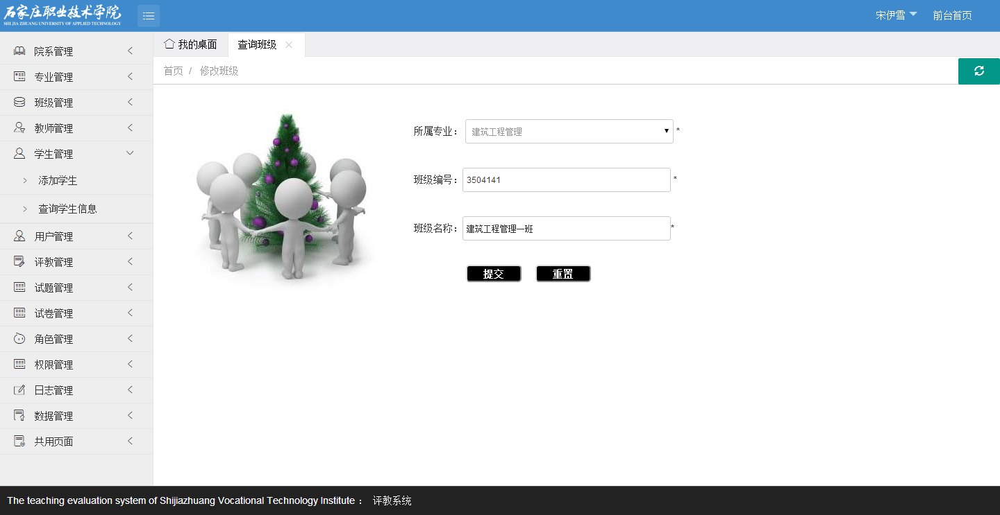 石家庄职业技术学院
SHI JIA ZHUANG UNIVERSITY OF APPLIED TECHNOLOGY
宋伊雪 前台首页
院系管理
专业管理
班级管理
教师管理
学生管理
添加学生
查询学生信息
用户管理
评教管理
试题管理
试卷管理
角色管理
权限管理
日志管理
数据管理
共用页面
我的桌面 查询班级
首页 / 修改班级
所属专业： 建筑工程管理 *
班级编号： 3504141 *
班级名称： 建筑工程管理一班 *
提交 重置
The teaching evaluation system of Shijiazhuang Vocational Technology Institute ： 评教系统